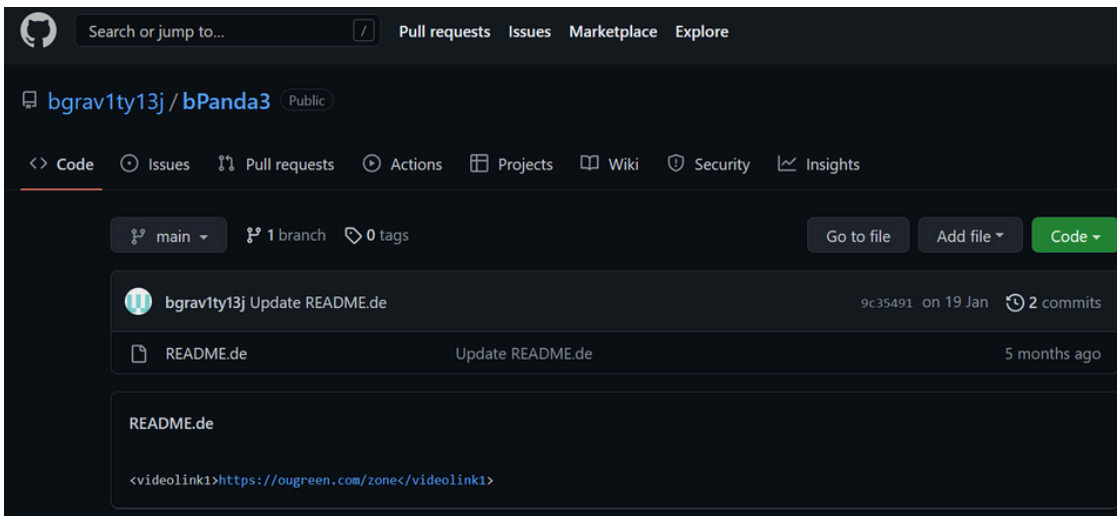 Search or jump to... / Pull requests Issues Marketplace Explore
bgrav1ty13j / bPanda3 Public
<> Code Issues Pull requests Actions Projects Wiki Security Insights
main 1 branch 0 tags Go to file Add file Code
bgrav1ty13j Update README.de 9c35491 on 19 Jan 2 commits
README.de Update README.de 5 months ago
README.de
<videolink1>https://ougreen.com/zone</videolink1>